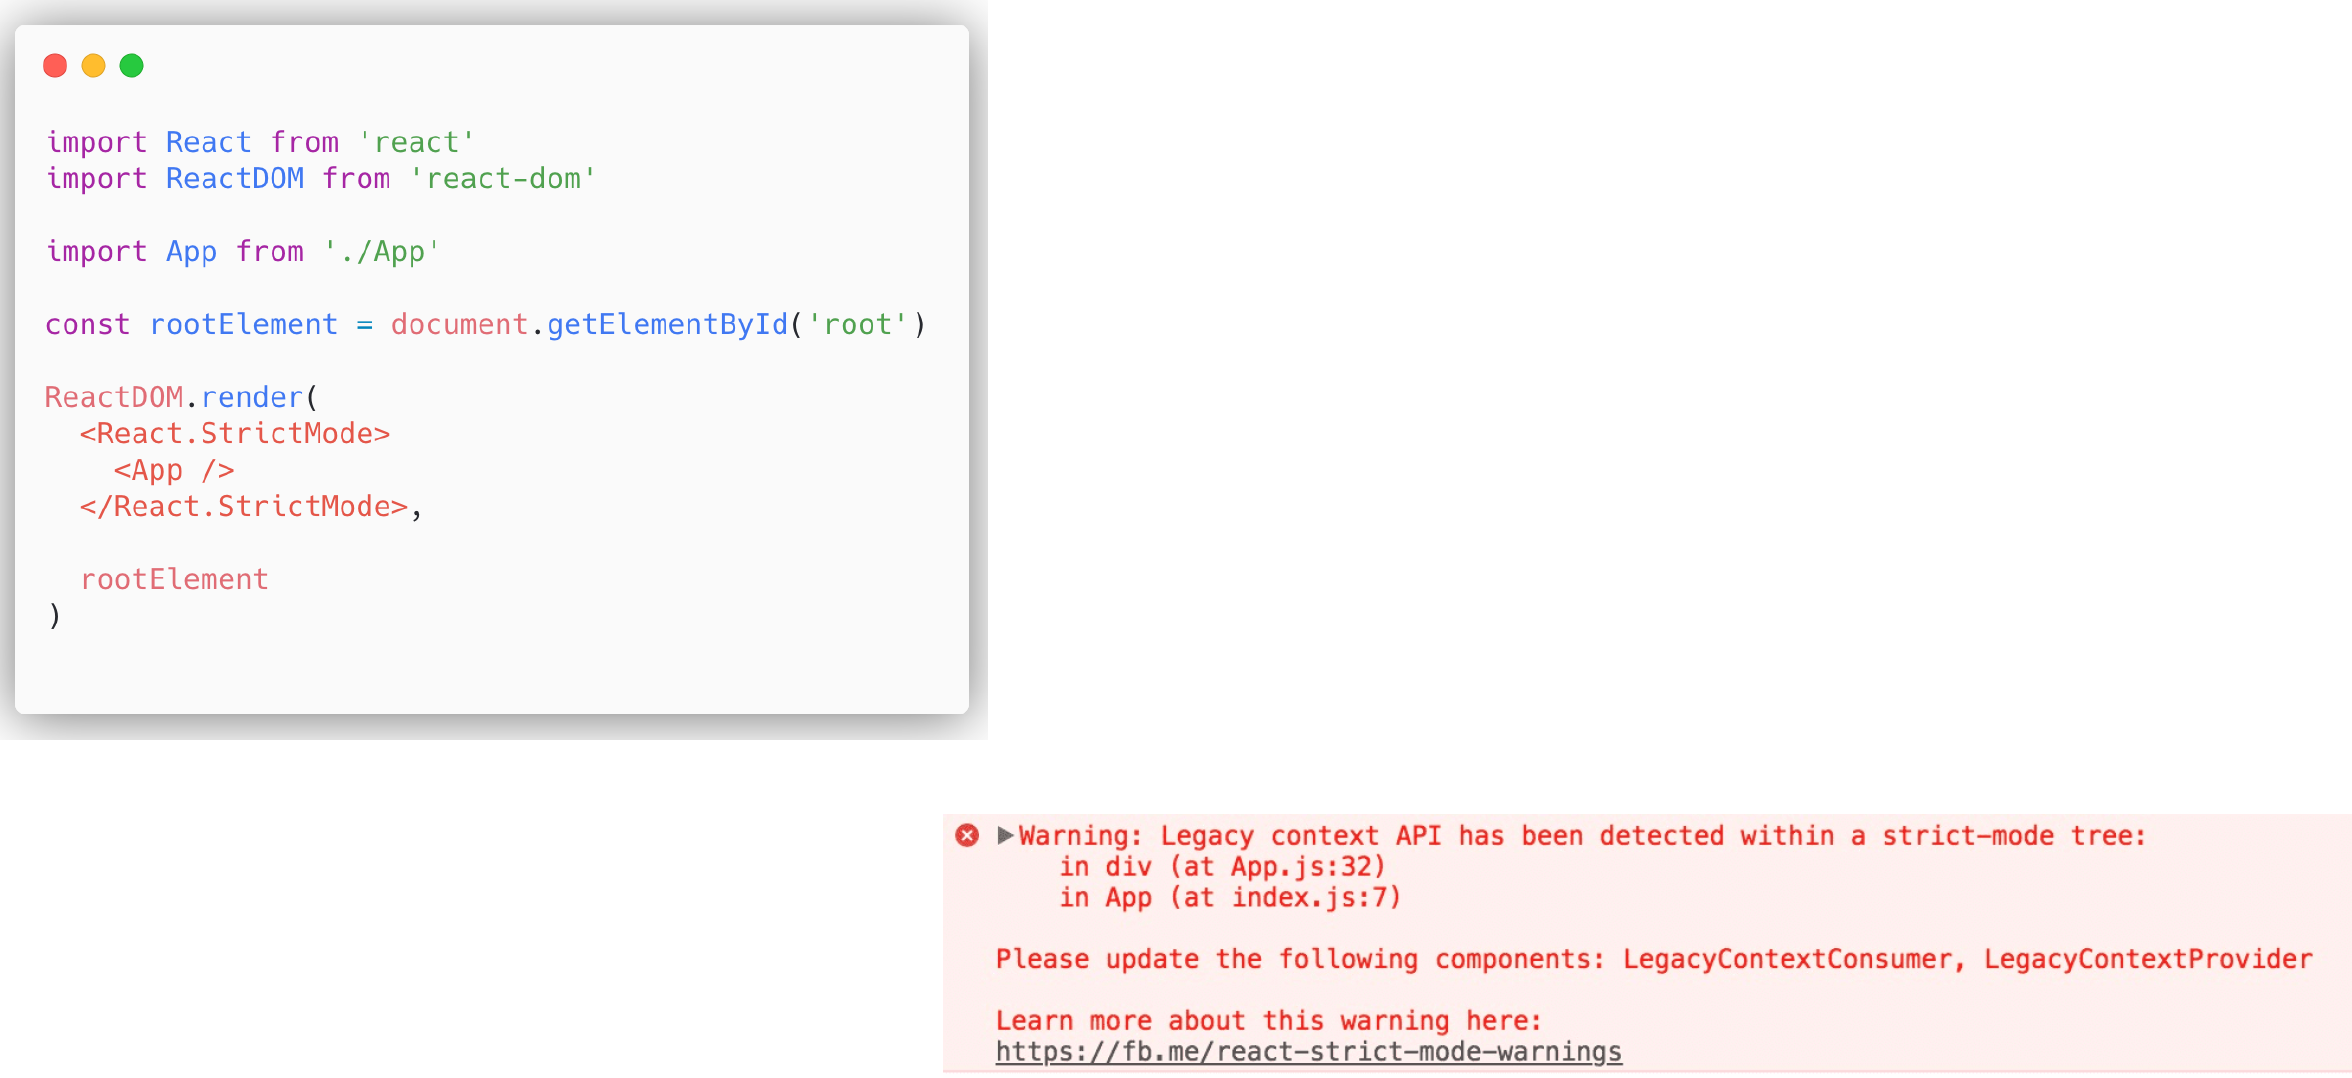 import React from 'react'
import ReactDOM from 'react-dom'
import App from './App'
const rootElement = document.getElementById('root')
ReactDOM.render(
<React.StrictMode>
<App />
</React.StrictMode>,
rootElement
)
Warning: Legacy context API has been detected within a strict-mode tree:
in div (at App.js:32)
in App (at index.js:7)
Please update the following components: LegacyContextConsumer, LegacyContextProvider
Learn more about this warning here:
https://fb.me/react-strict-mode-warnings